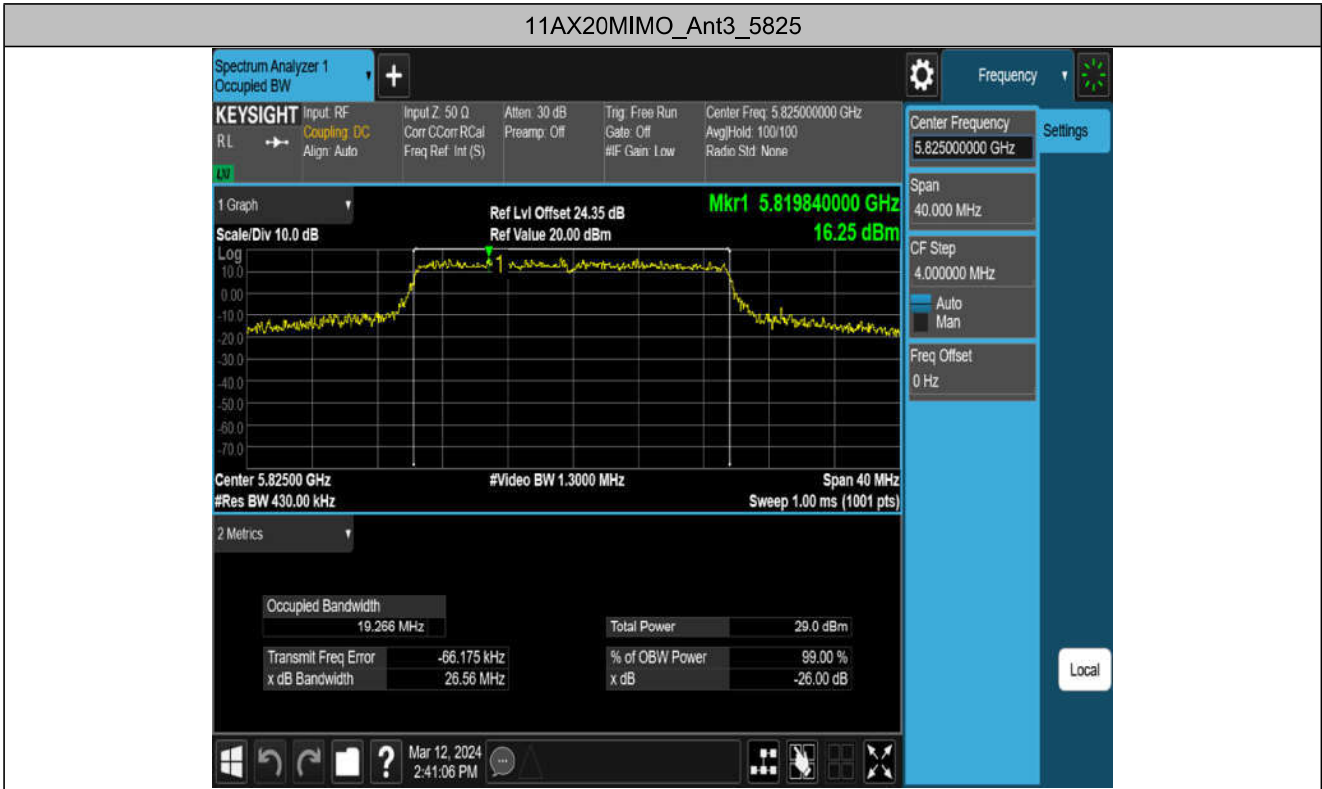 11AX20MIMO_Ant3_5825
Spectrum Analyzer 1
Occupied BW
+
Frequency
KEYSIGHT
RL
LXI
Input: RF
Coupling: DC
Align: Auto
Input Z: 50 Ω
Corr CCorr RCal
Freq Ref: Int (S)
Atten: 30 dB
Preamp: Off
Trig: Free Run
Gate: Off
#IF Gain: Low
Center Freq: 5.825000000 GHz
Avg|Hold: 100/100
Radio Std: None
Center Frequency
5.825000000 GHz
Settings
Span
40.000 MHz
CF Step
4.000000 MHz
Auto
Man
Freq Offset
0 Hz
1 Graph
Scale/Div 10.0 dB
Ref Lvl Offset 24.35 dB
Ref Value 20.00 dBm
Mkr1 5.819840000 GHz
16.25 dBm
Log
10.0
0.00
-10.0
-20.0
-30.0
-40.0
-50.0
-60.0
-70.0
1
Center 5.82500 GHz
#Res BW 430.00 kHz
#Video BW 1.3000 MHz
Span 40 MHz
Sweep 1.00 ms (1001 pts)
2 Metrics
Occupied Bandwidth
19.266 MHz
Total Power 29.0 dBm
Transmit Freq Error -66.175 kHz
% of OBW Power 99.00 %
x dB Bandwidth 26.56 MHz
x dB -26.00 dB
Local
?
Mar 12, 2024
2:41:06 PM